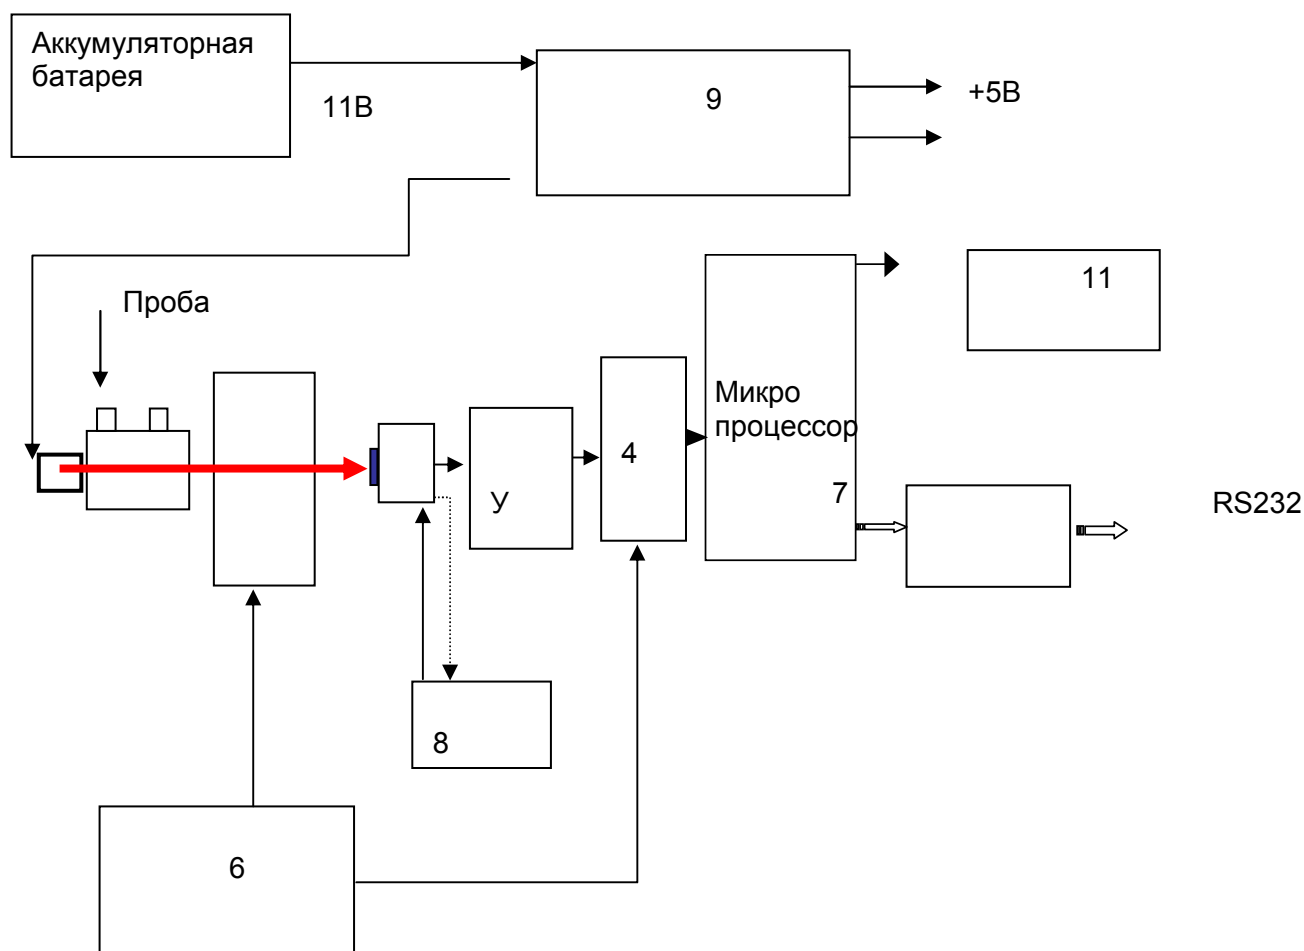 Аккумуляторная
батарея
11В
9
+5В
11
Проба
Микро
процессор
4
7
У
RS232
8
6